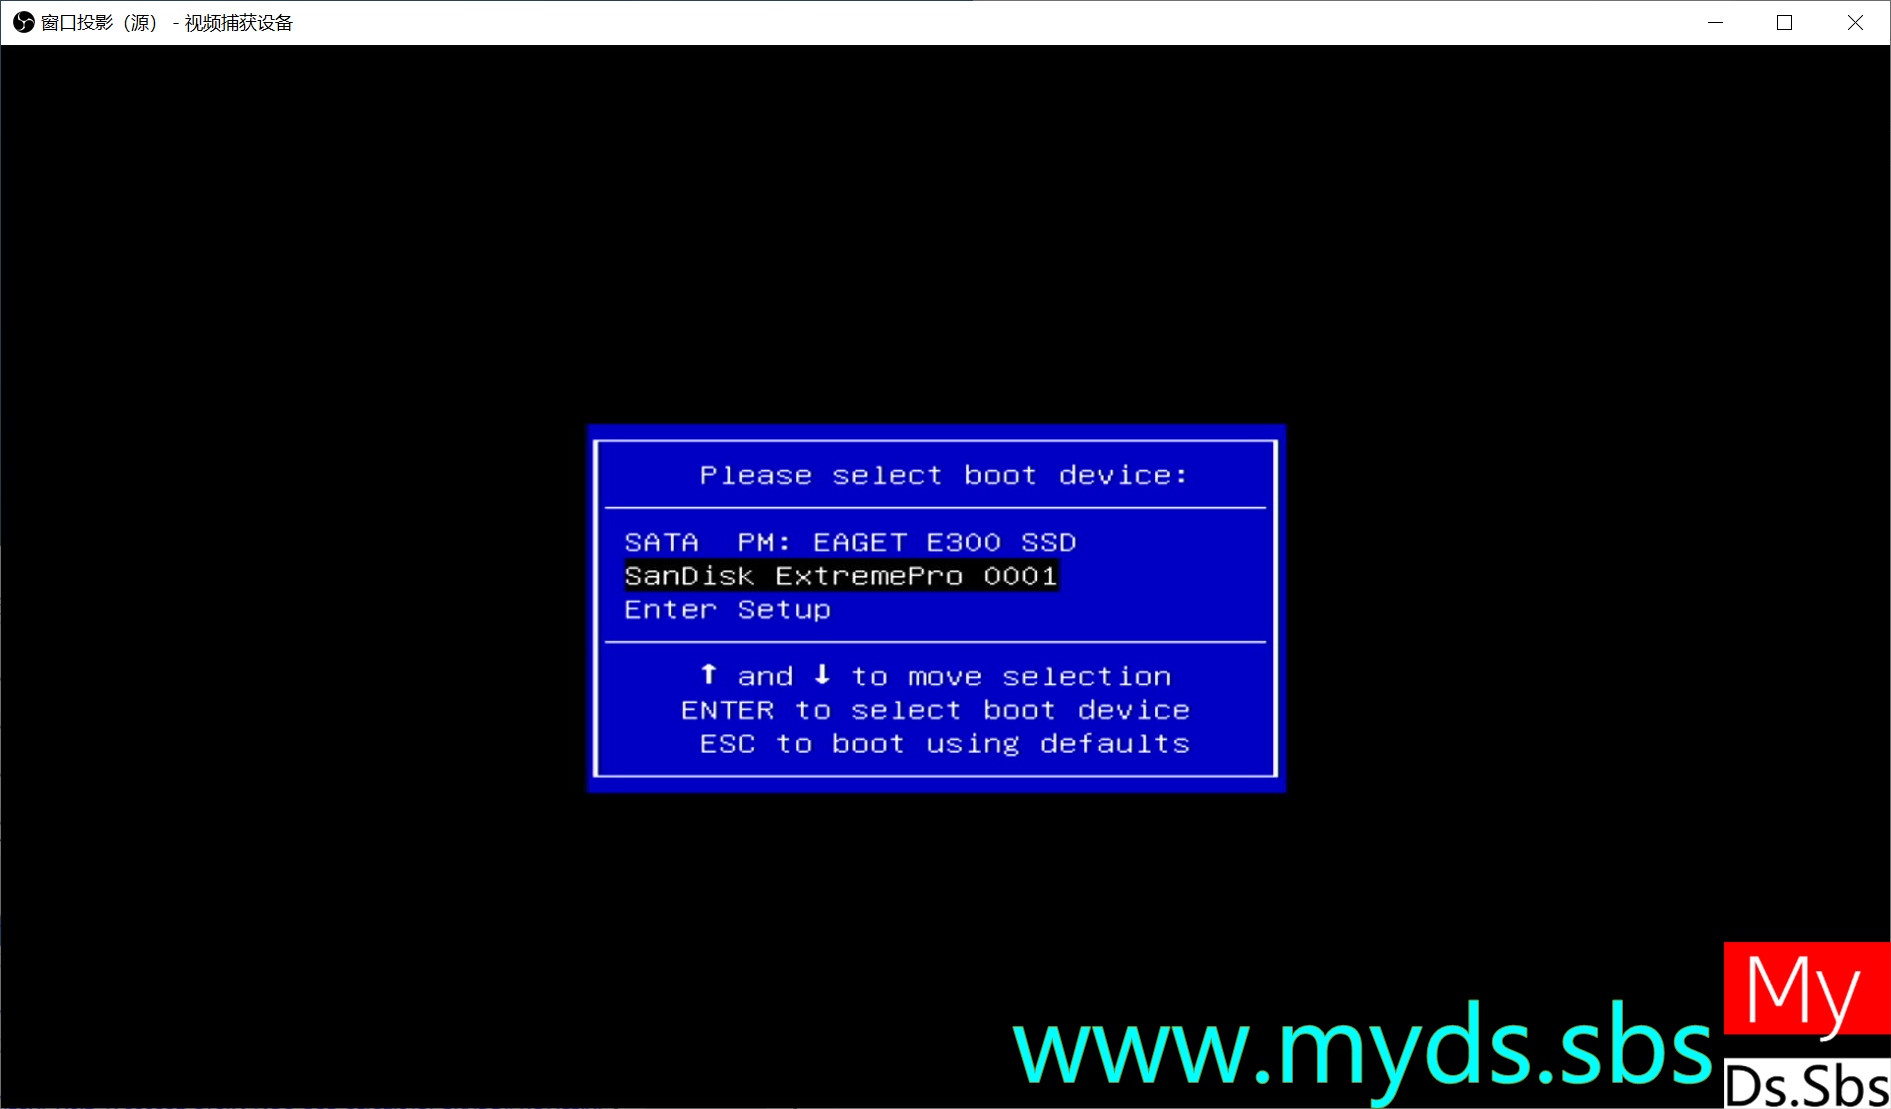 窗口投影（源） - 视频捕获设备
Please select boot device:
SATA  PM: EAGET E300 SSD
SanDisk ExtremePro 0001
Enter Setup
↑ and ↓ to move selection
ENTER to select boot device
ESC to boot using defaults
www.myds.sbs
My
Ds.Sbs